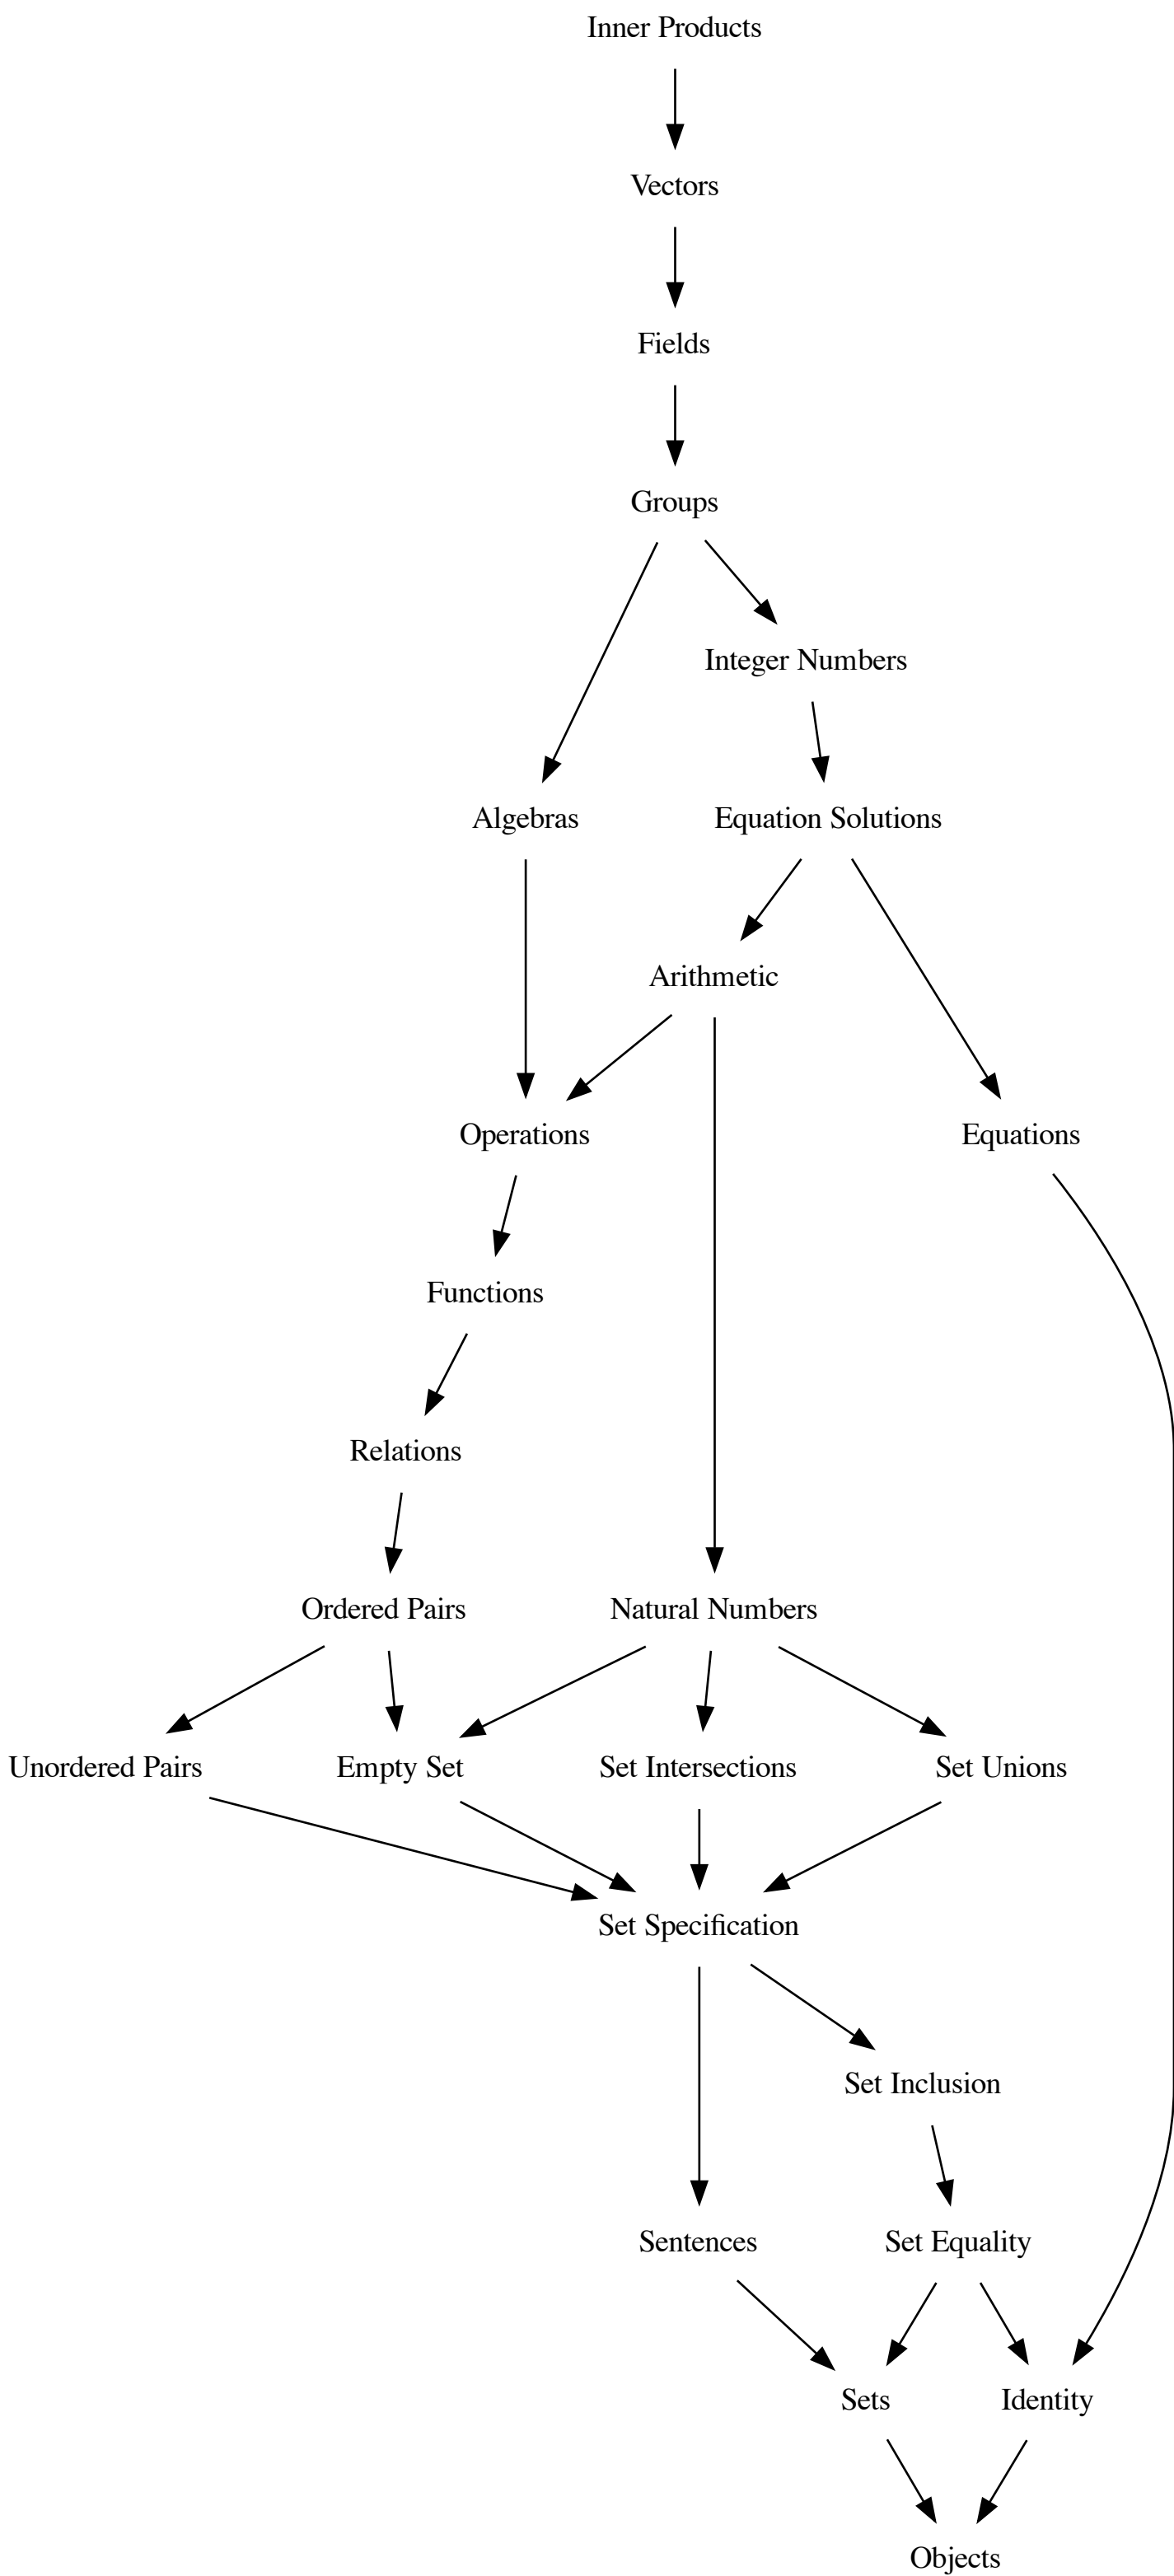 Inner Products
Vectors
Fields
Groups
Integer Numbers
Algebras
Equation Solutions
Arithmetic
Operations
Equations
Functions
Relations
Ordered Pairs
Natural Numbers
Unordered Pairs
Empty Set
Set Intersections
Set Unions
Set Specification
Set Inclusion
Sentences
Set Equality
Sets
Identity
Objects